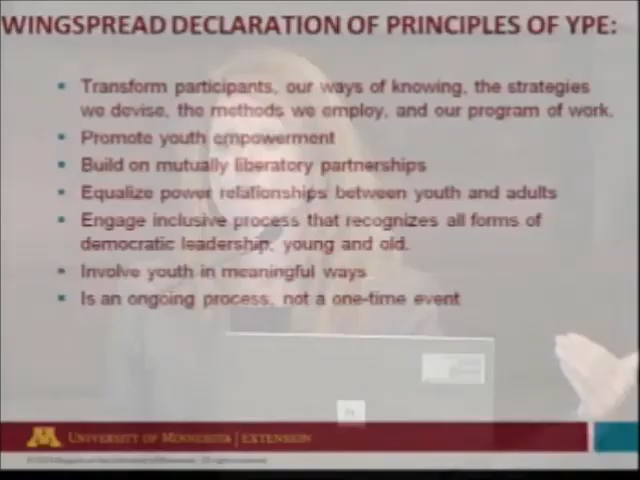 WINGSPREAD DECLARATION OF PRINCIPLES OF YPE:
Transform participants, our ways of knowing, the strategies
we devise, the methods we employ, and our program of work.
Promote youth empowerment
Build on mutually liberatory partnerships
Equalize power relationships between youth and adults
Engage inclusive process that recognizes all forms of
democratic leadership, young and old.
Involve youth in meaningful ways
Is an ongoing process, not a one-time event
M UNIVERSITY OF MINNESOTA | EXTENSION